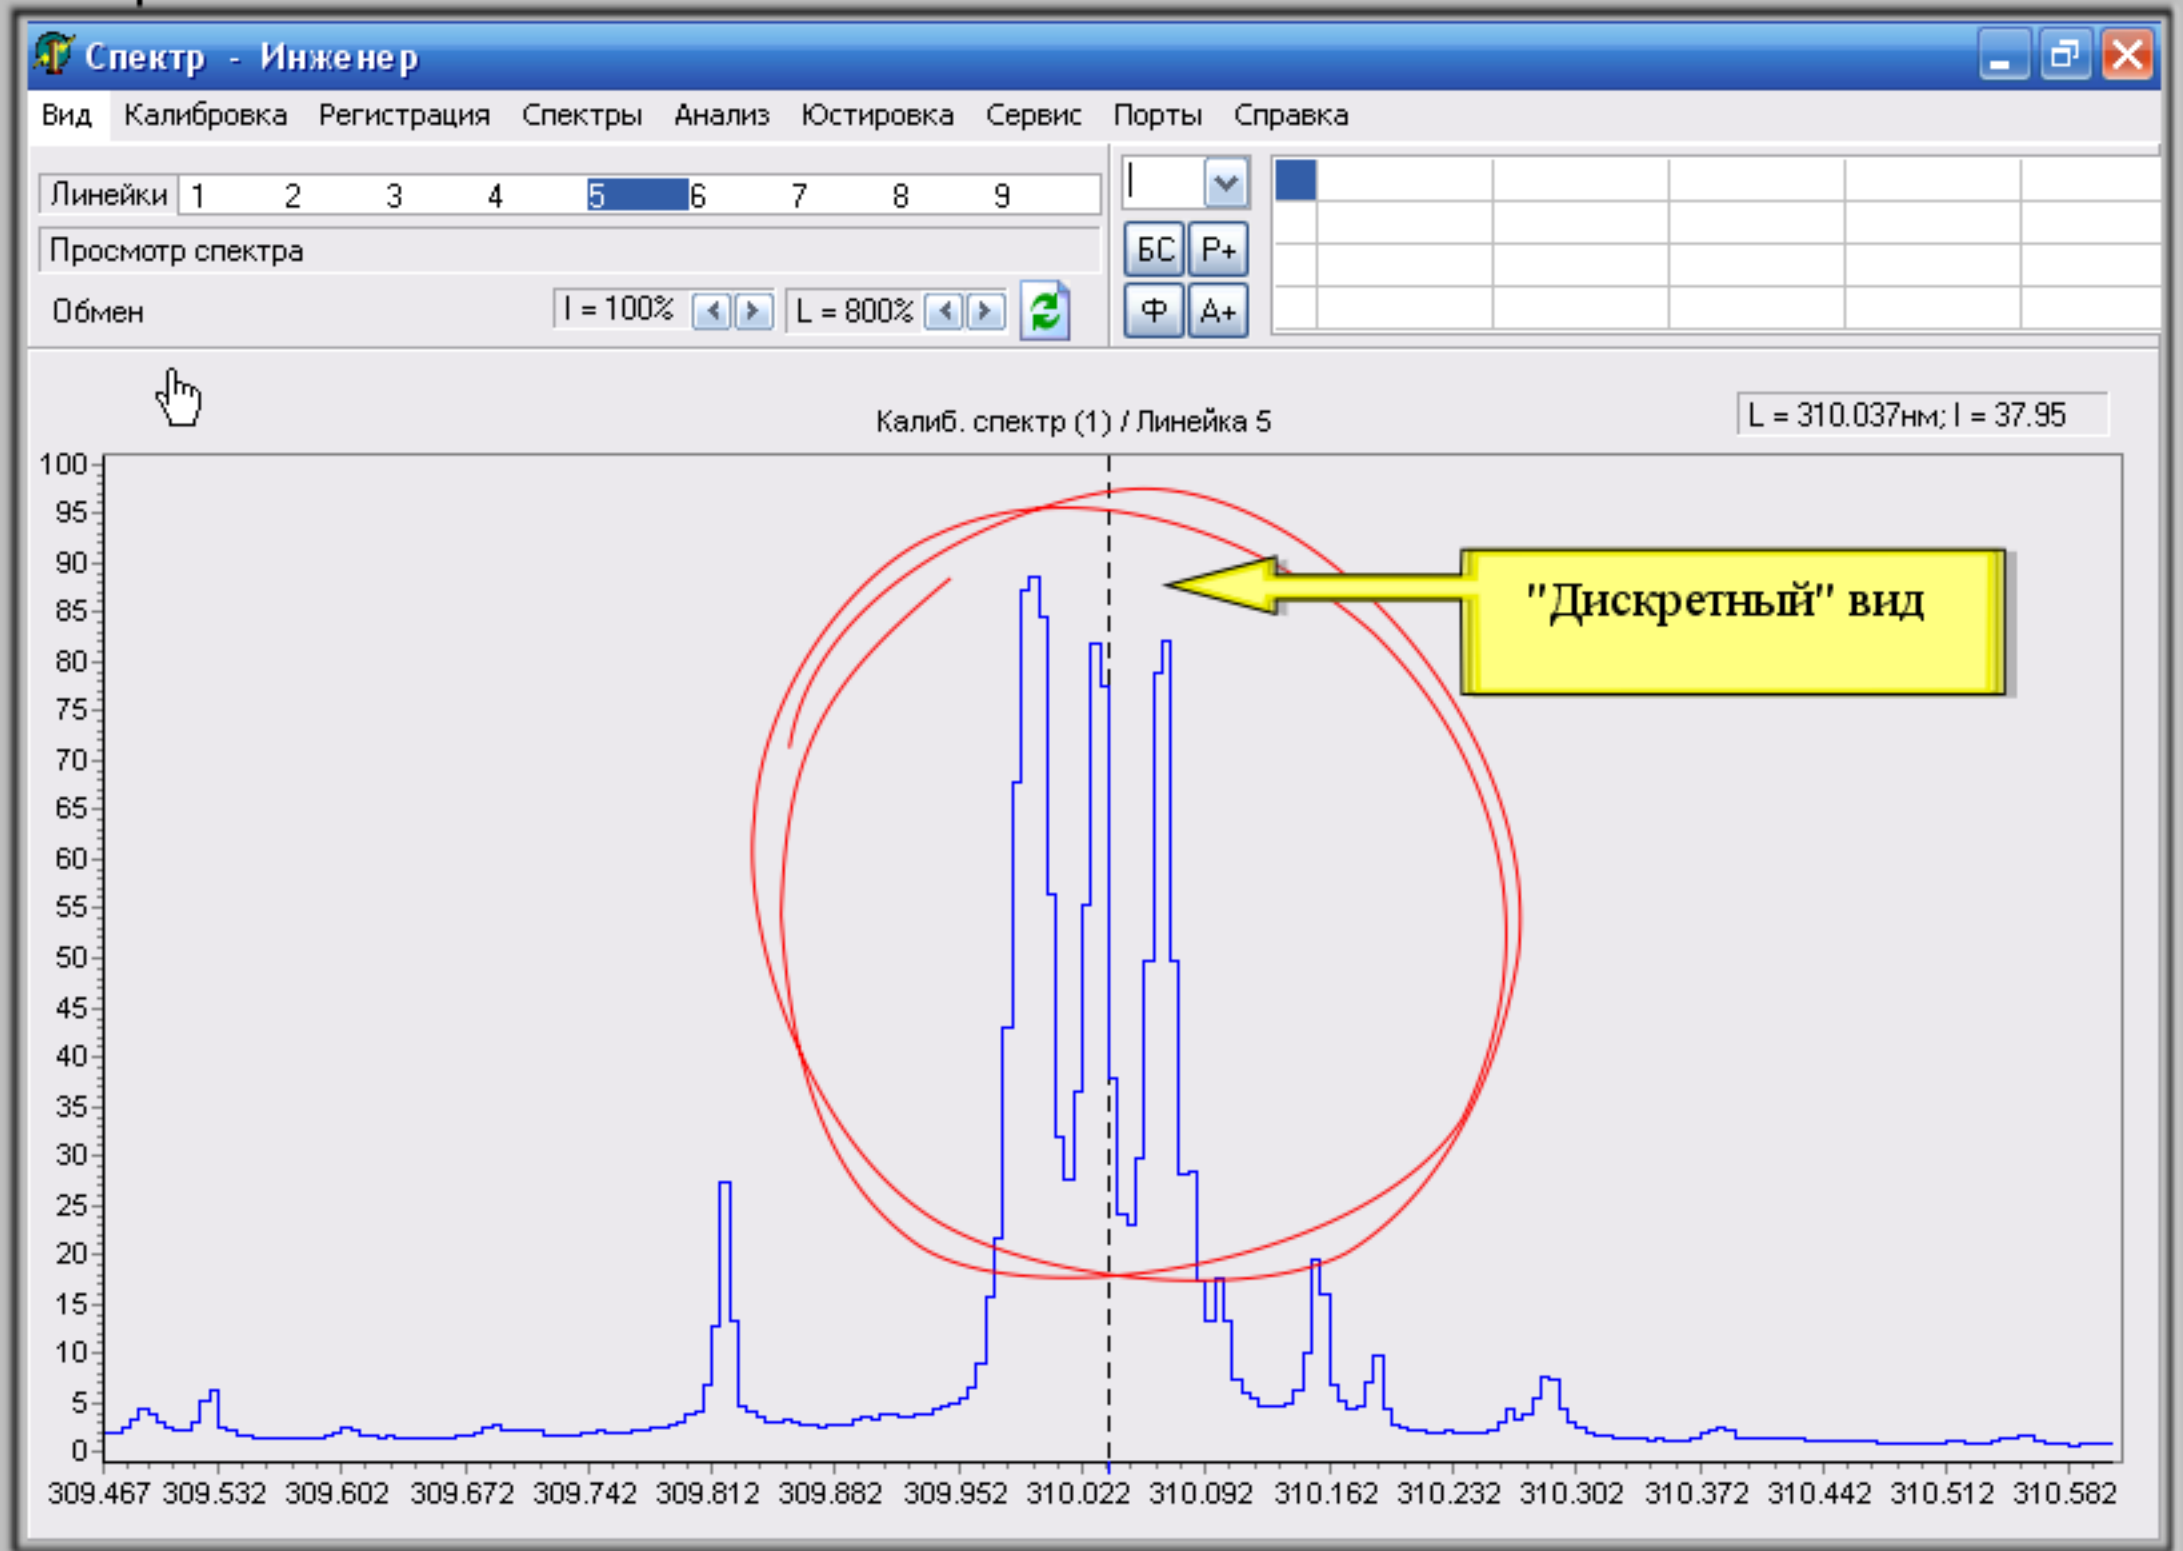 Спектр - Инженер
Вид Калибровка Регистрация Спектры Анализ Юстировка Сервис Порты Справка
Линейки 1 2 3 4 5 6 7 8 9
Просмотр спектра
БС Р+
Обмен I = 100% L = 800%
Ф А+
L = 310.037нм; I = 37.95
Калиб. спектр (1) / Линейка 5
"Дискретный" вид
100
95
90
85
80
75
70
65
60
55
50
45
40
35
30
25
20
15
10
5
0
309.467 309.532 309.602 309.672 309.742 309.812 309.882 309.952 310.022 310.092 310.162 310.232 310.302 310.372 310.442 310.512 310.582